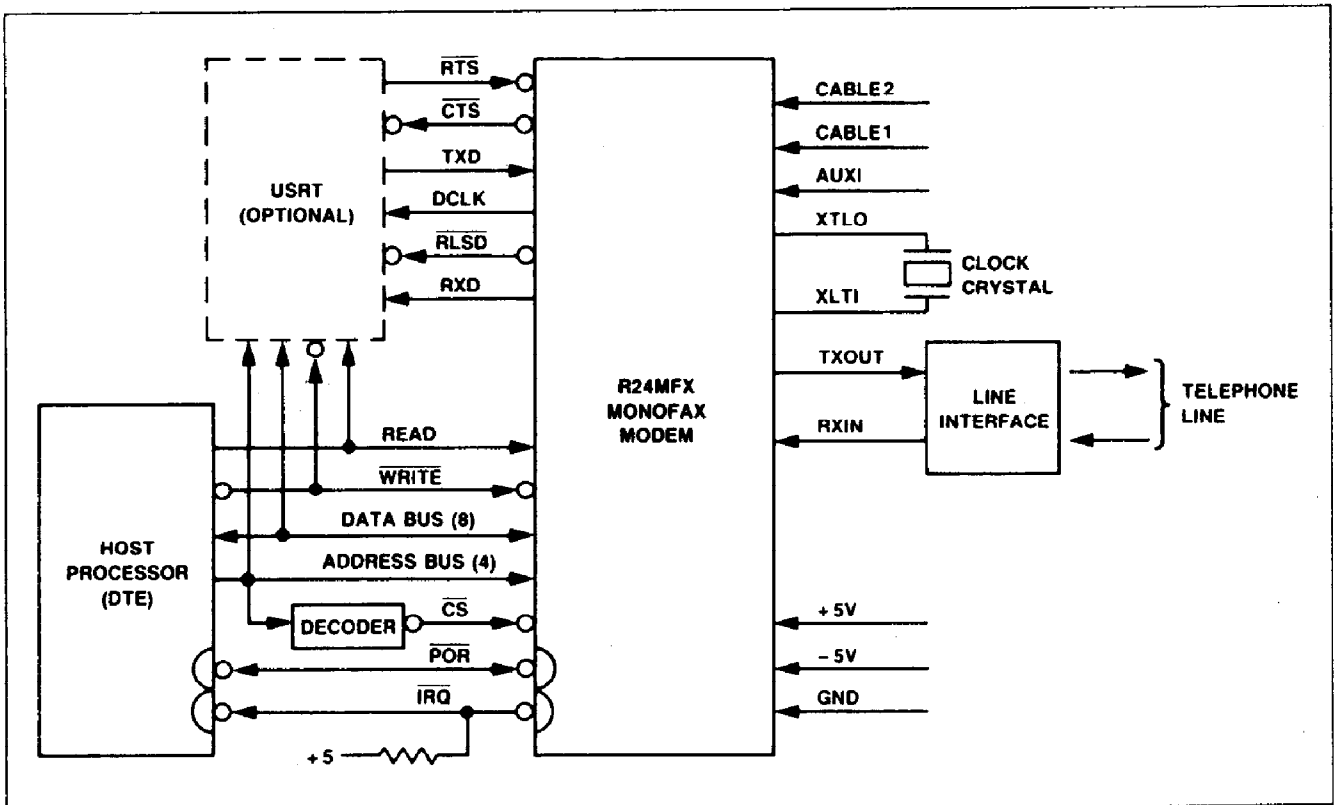 RTS
CTS
TXD
DCLK
RLSD
RXD
USRT
(OPTIONAL)
CABLE2
CABLE1
AUXI
XTLO
CLOCK
CRYSTAL
XLTI
TXOUT
RXIN
LINE
INTERFACE
TELEPHONE
LINE
R24MFX
MONOFAX
MODEM
HOST
PROCESSOR
(DTE)
READ
WRITE
DATA BUS (8)
ADDRESS BUS (4)
DECODER
CS
POR
IRQ
+5
+5V
-5V
GND